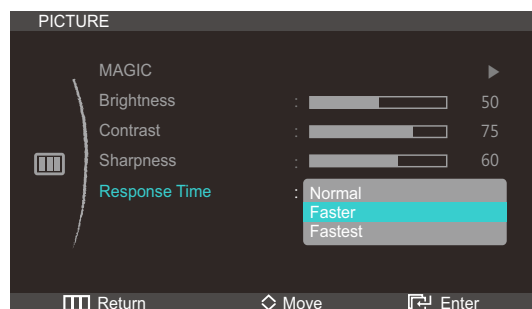 PICTURE
MAGIC
Brightness : 50
Contrast : 75
Sharpness : 60
Response Time : Normal
Faster
Fastest
Return Move Enter